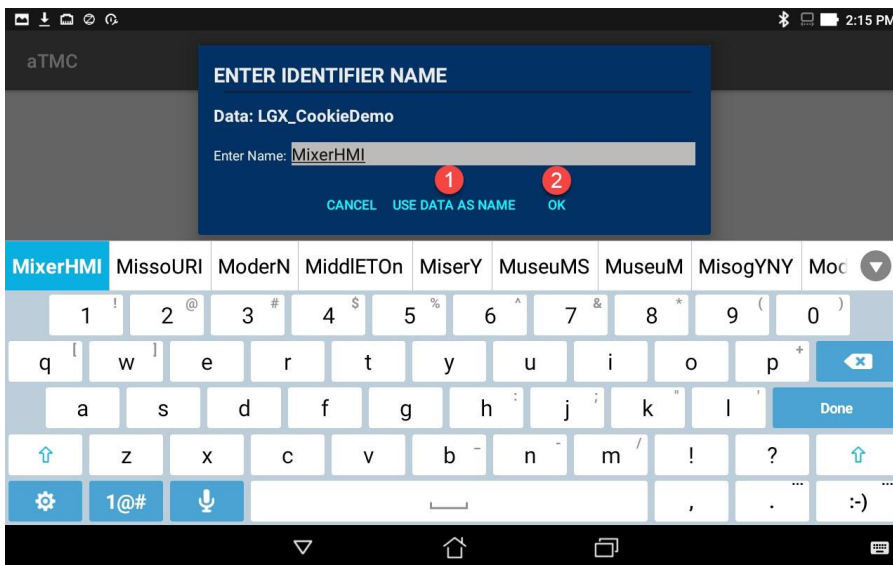 2:15 PM
aTMC
ENTER IDENTIFIER NAME
Data: LGX_CookieDemo
Enter Name: MixerHMI
1 2
CANCEL USE DATA AS NAME OK
MixerHMI MissoURI ModerN MiddlETOn MiserY MuseuMS MuseuM MisogYNY Mod
1 ! 2 @ 3 # 4 $ 5 % 6 ^ 7 & 8 * 9 ( 0 )
q [ w ] e r t y u i o p +
a s d f g h : j ; k " l ' Done
z x c v b _ n - m / ! ?
1@# , . ... :-) ...